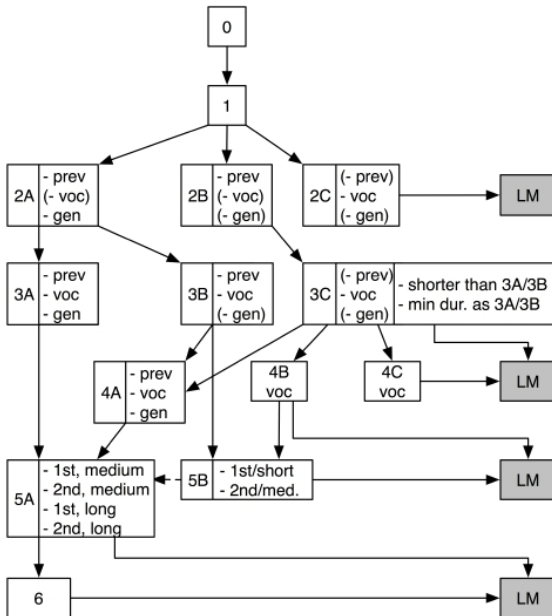 0
1
2A
- prev
(- voc)
- gen
2B
- prev
(- voc)
(- gen)
2C
(- prev)
- voc
(- gen)
LM
3A
- prev
- voc
- gen
3B
- prev
- voc
(- gen)
3C
(- prev)
- voc
(- gen)
- shorter than 3A/3B
- min dur. as 3A/3B
4A
- prev
- voc
- gen
4B
voc
4C
voc
LM
5A
- 1st, medium
- 2nd, medium
- 1st, long
- 2nd, long
5B
- 1st/short
- 2nd/med.
LM
6
LM